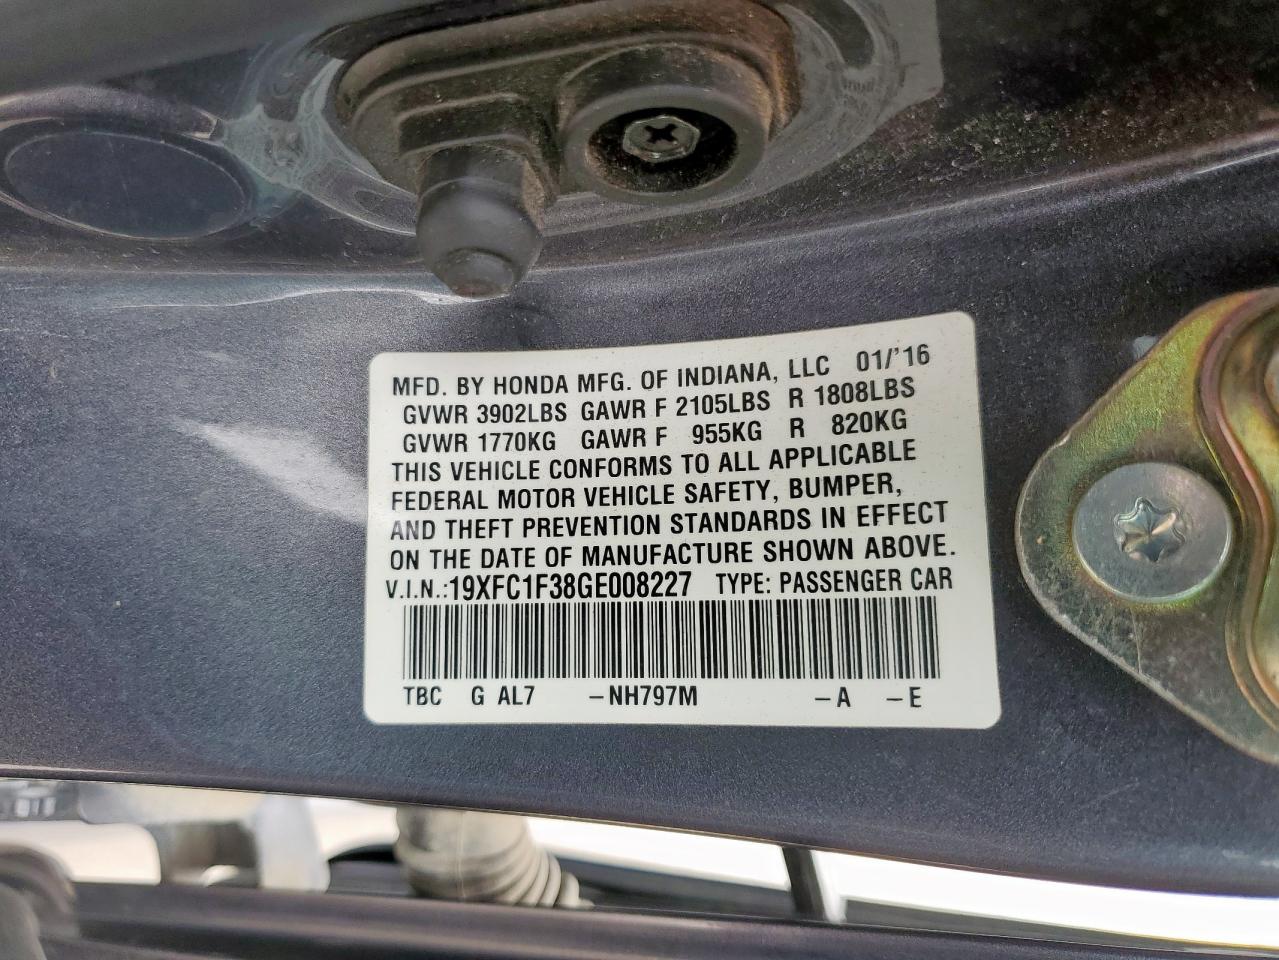 MFD. BY HONDA MFG. OF INDIANA, LLC 01/'16
GVWR 3902LBS GAWR F 2105LBS R 1808LBS
GVWR 1770KG GAWR F 955KG R 820KG
THIS VEHICLE CONFORMS TO ALL APPLICABLE
FEDERAL MOTOR VEHICLE SAFETY, BUMPER,
AND THEFT PREVENTION STANDARDS IN EFFECT
ON THE DATE OF MANUFACTURE SHOWN ABOVE.
V.I.N.:19XFC1F38GE008227 TYPE: PASSENGER CAR
TBC G AL7 –NH797M –A –E